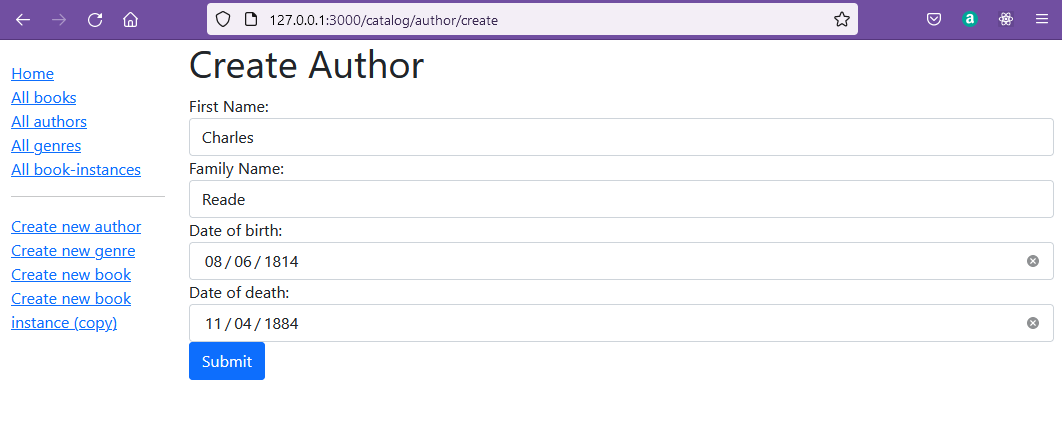 127.0.0.1:3000/catalog/author/create
Home
All books
All authors
All genres
All book-instances
Create new author
Create new genre
Create new book
Create new book
instance (copy)
Create Author
First Name:
Charles
Family Name:
Reade
Date of birth:
08 / 06 / 1814
Date of death:
11 / 04 / 1884
Submit